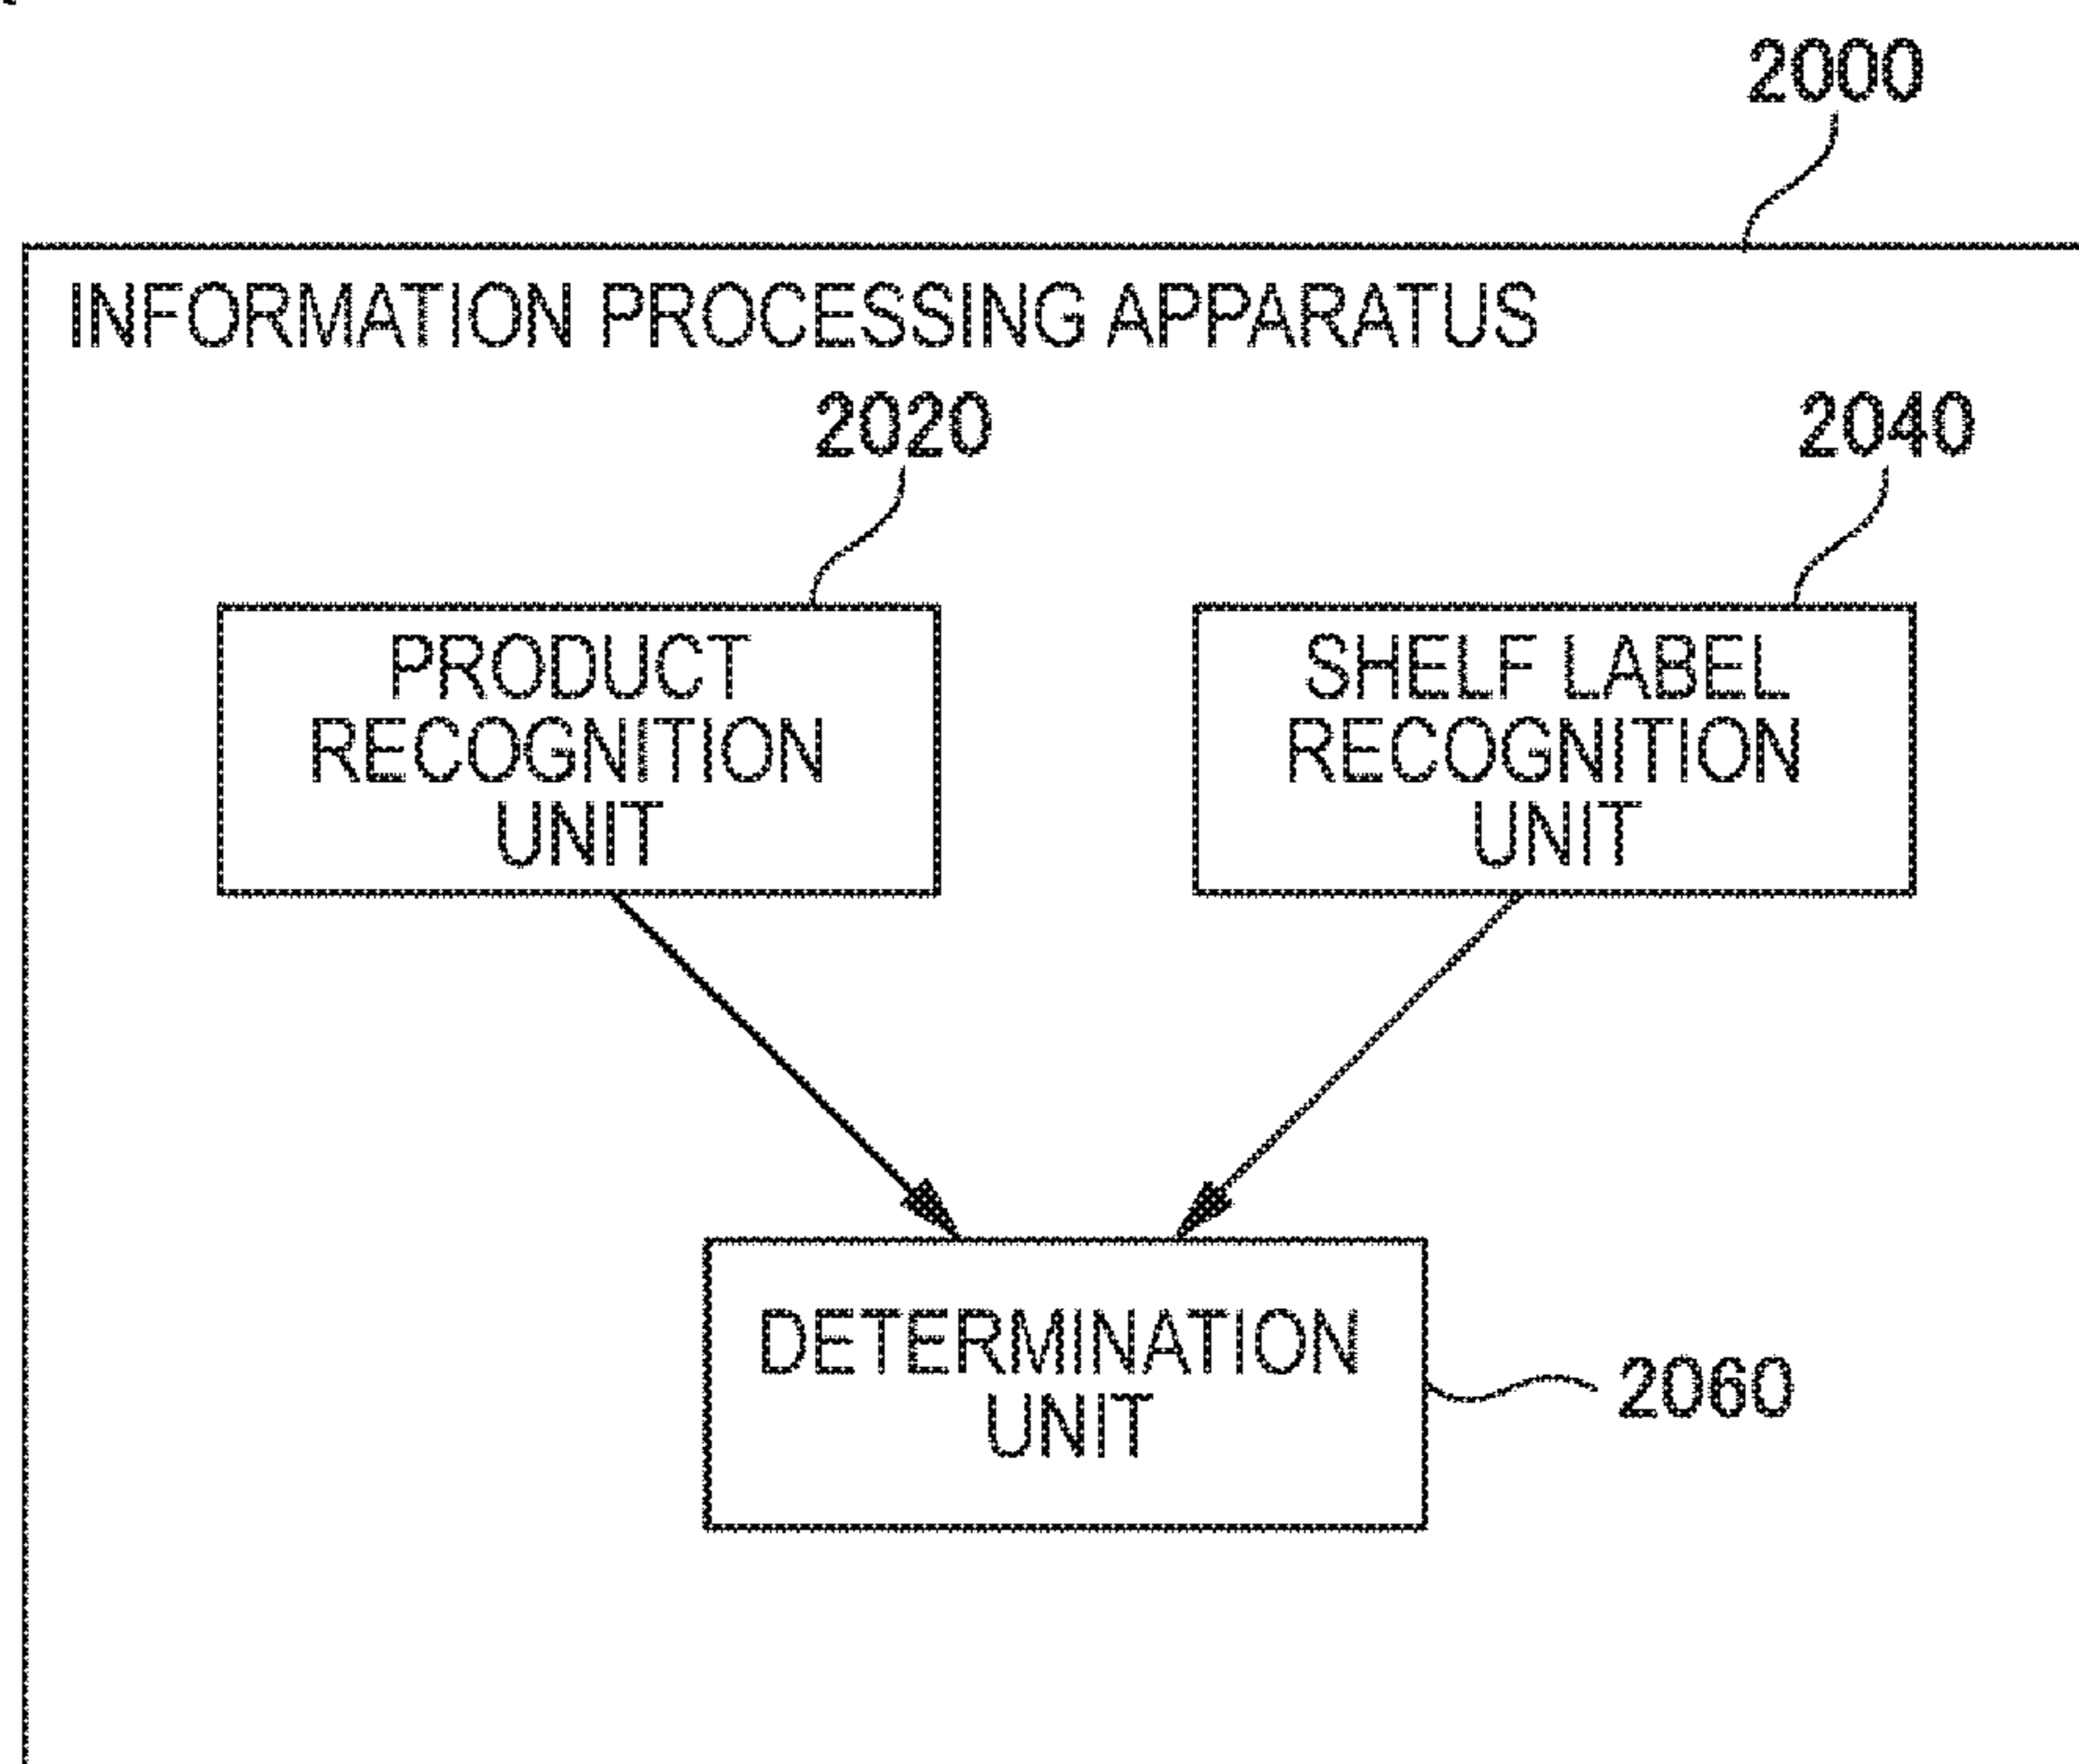 2000
INFORMATION PROCESSING APPARATUS
2020
2040
PRODUCT
RECOGNITION
UNIT
SHELF LABEL
RECOGNITION
UNIT
DETERMINATION
UNIT
2060